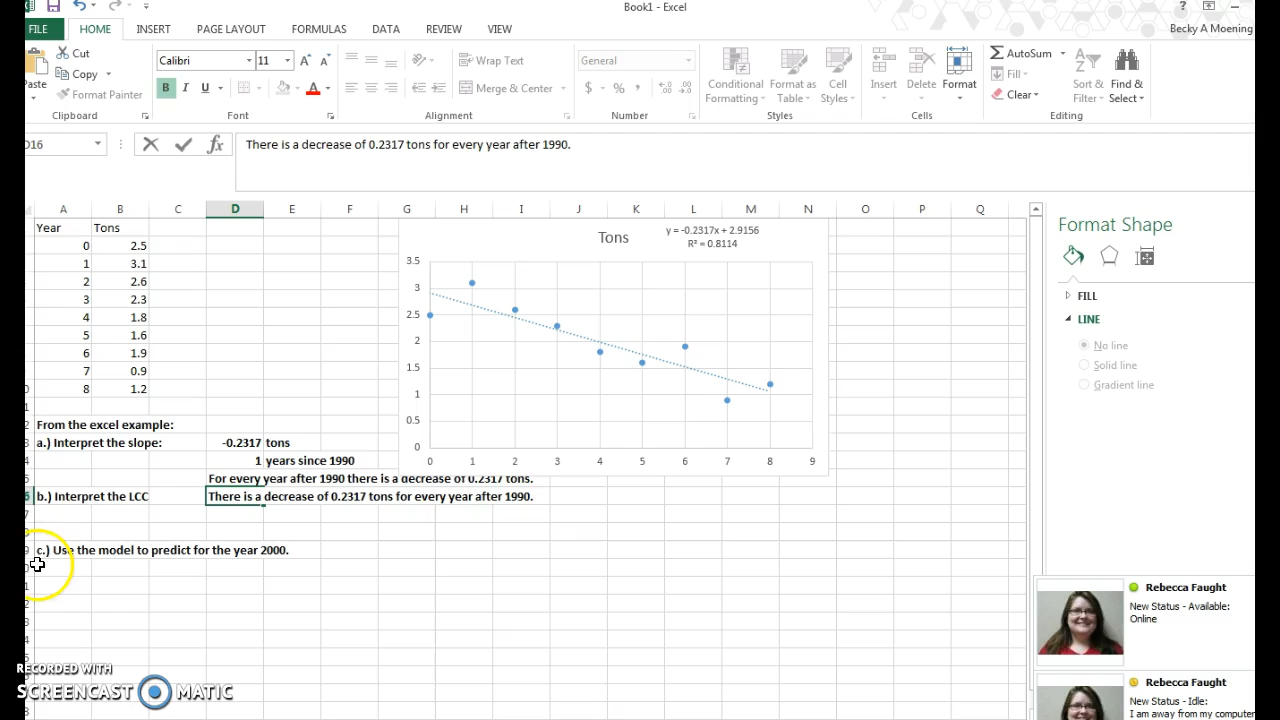 Book1 - Excel
FILE HOME INSERT PAGE LAYOUT FORMULAS DATA REVIEW VIEW
Becky A Moening
Cut
Copy
Format Painter
Paste
Clipboard
Calibri 11
B I U
Font
Wrap Text
Merge & Center
Alignment
General
$ % ,
Number
Conditional Formatting
Format as Table
Cell Styles
Styles
Insert Delete Format
Cells
AutoSum
Fill
Clear
Sort & Filter
Find & Select
Editing
D16
fx
There is a decrease of 0.2317 tons for every year after 1990.
A B C D E F G H I J K L M N O P Q
Year Tons
0 2.5
1 3.1
2 2.6
3 2.3
4 1.8
5 1.6
6 1.9
7 0.9
8 1.2
Tons
y = -0.2317x + 2.9156
R² = 0.8114
3.5
3
2.5
2
1.5
1
0.5
0
0 1 2 3 4 5 6 7 8 9
From the excel example:
a.) Interpret the slope: -0.2317 tons
1 years since 1990
For every year after 1990 there is a decrease of 0.2317 tons.
b.) Interpret the LCC There is a decrease of 0.2317 tons for every year after 1990.
c.) Use the model to predict for the year 2000.
Format Shape
FILL
LINE
No line
Solid line
Gradient line
Rebecca Faught
New Status - Available:
Online
Rebecca Faught
New Status - Idle:
I am away from my computer
RECORDED WITH
SCREENCAST MATIC